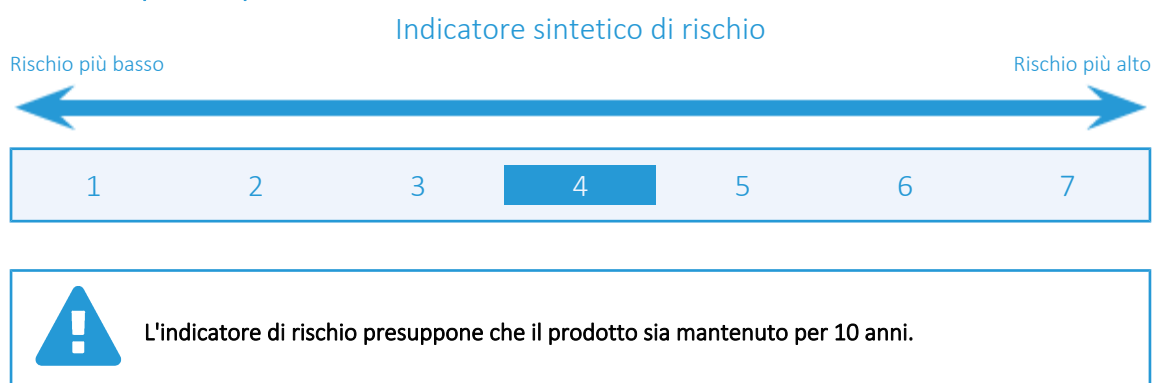 Indicatore sintetico di rischio
Rischio più basso Rischio più alto
1 2 3 4 5 6 7
L'indicatore di rischio presuppone che il prodotto sia mantenuto per 10 anni.